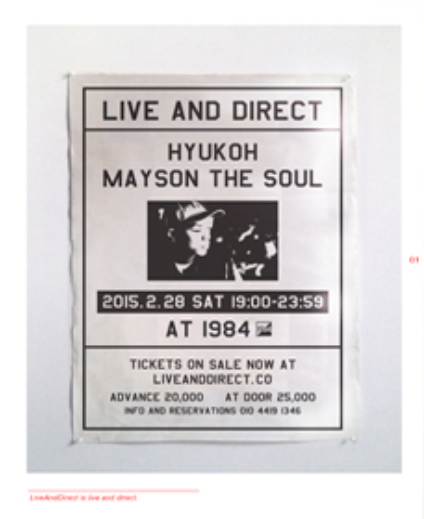 LIVE AND DIRECT
HYUKOH
MAYSON THE SOUL
2015.2.28 SAT 19:00-23:59
AT 1984
TICKETS ON SALE NOW AT
LIVEANDDIRECT.CO
ADVANCE 20,000 AT DOOR 25,000
INFO AND RESERVATIONS 010 4419 1346
01
LiveAndDirect is live and direct.